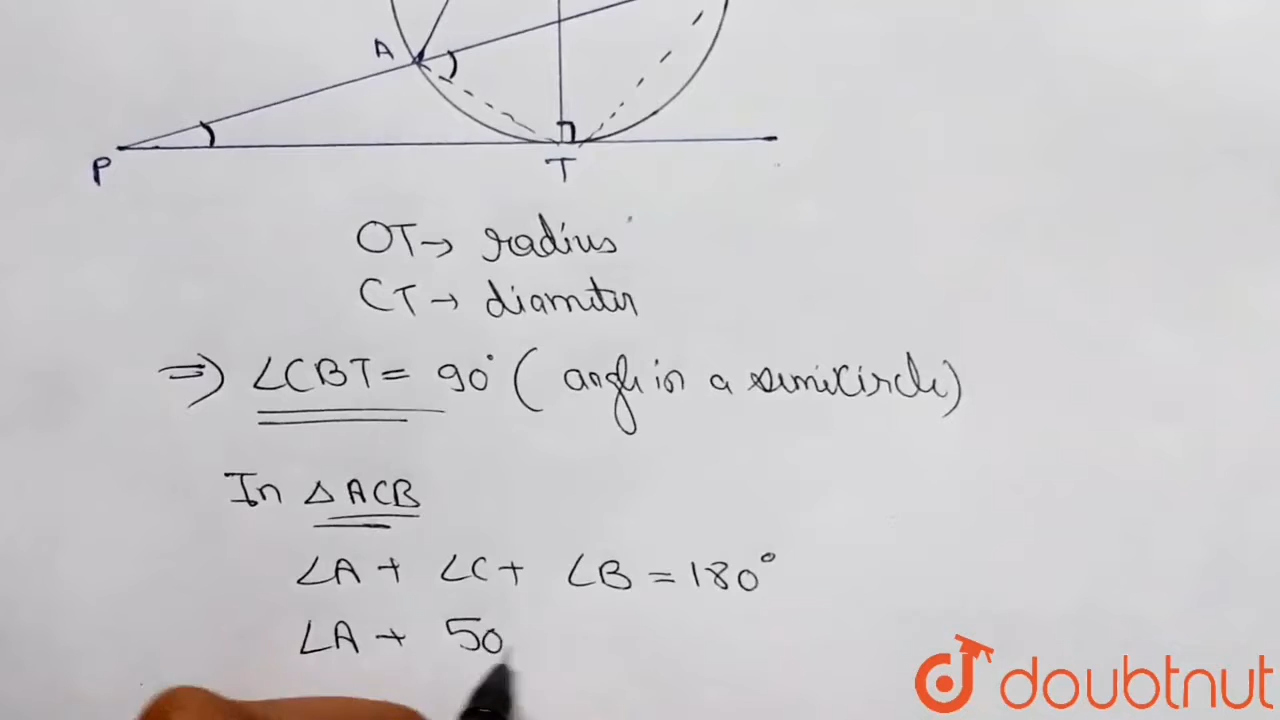 A
P
T
OT→ radius
CT→ diameter
⇒) ∠CBT = 90° ( angle in a semicircle)
In △ ACB
∠A + ∠C + ∠B = 180°
∠A + 50
doubtnut